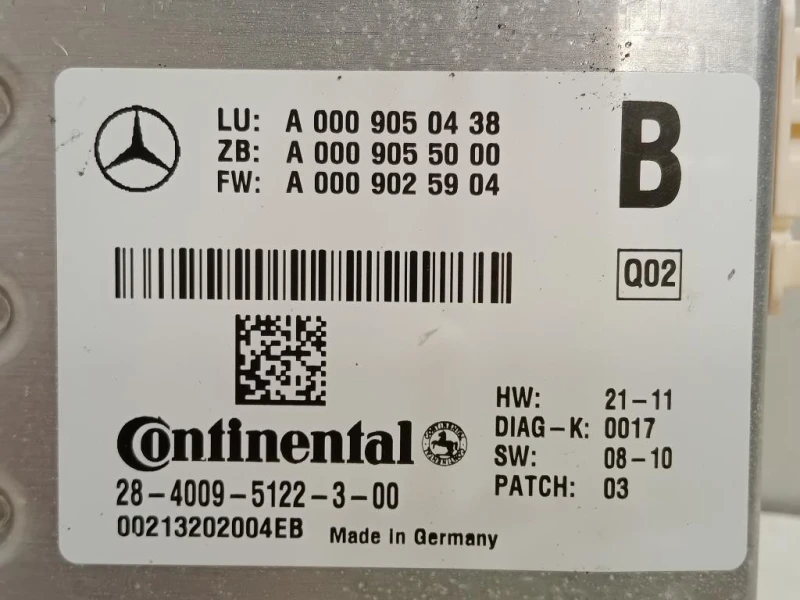 LU: A 000 905 04 38
ZB: A 000 905 50 00
FW: A 000 902 59 04
B
Q02
HW: 21-11
DIAG-K: 0017
SW: 08-10
PATCH: 03
Continental
28-4009-5122-3-00
00213202004EB Made in Germany